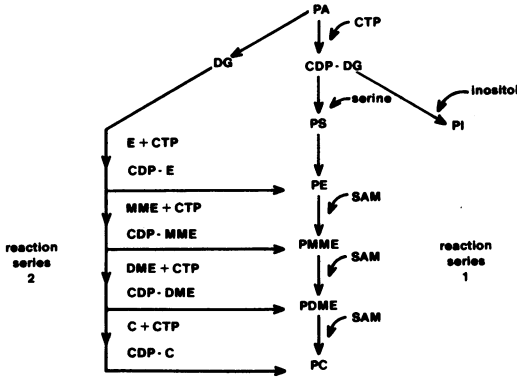 PA
CTP
DG
CDP - DG
serine
inositol
PS
PI
E + CTP
CDP - E
PE
SAM
MME + CTP
CDP - MME
PMME
SAM
reaction
series
2
reaction
series
1
DME + CTP
CDP - DME
PDME
SAM
C + CTP
CDP - C
PC